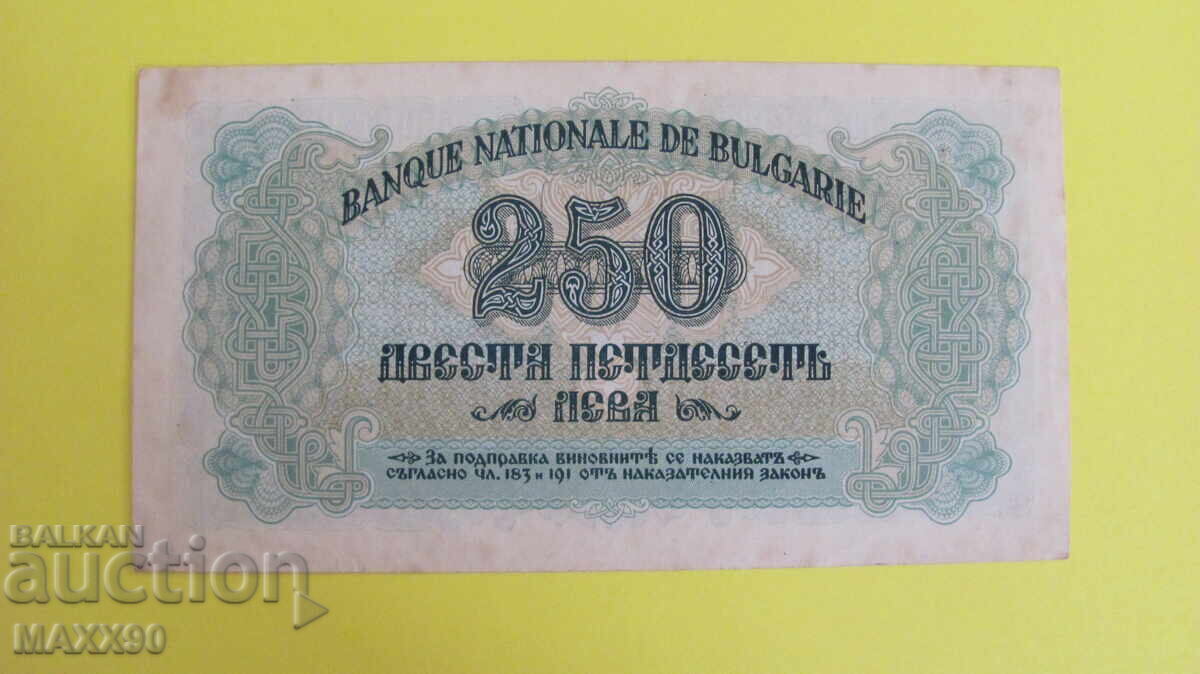 BANQUE NATIONALE DE BULGARIE
250
ДВЕСТА ПЕТДЕСЕТЬ
ЛЕВА
За подправка виновнитѣ се наказватъ
съгласно чл. 183 и 191 отъ наказателния законъ
BALKAN
auction
MAXX90